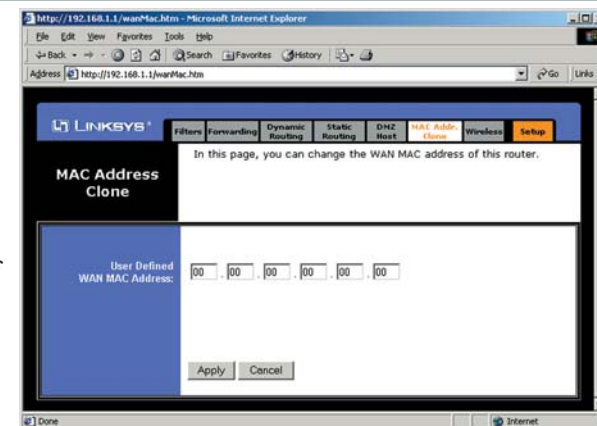 http://192.168.1.1/wanMac.htm - Microsoft Internet Explorer
File Edit View Favorites Tools Help
Back Search Favorites History
Address http://192.168.1.1/wanMac.htm Go Links
LINKSYS® Filters Forwarding Dynamic Routing Static Routing DMZ Host MAC Addr. Clone Wireless Setup
MAC Address Clone
In this page, you can change the WAN MAC address of this router.
User Defined WAN MAC Address: 00 . 00 . 00 . 00 . 00 . 00
Apply Cancel
Done Internet